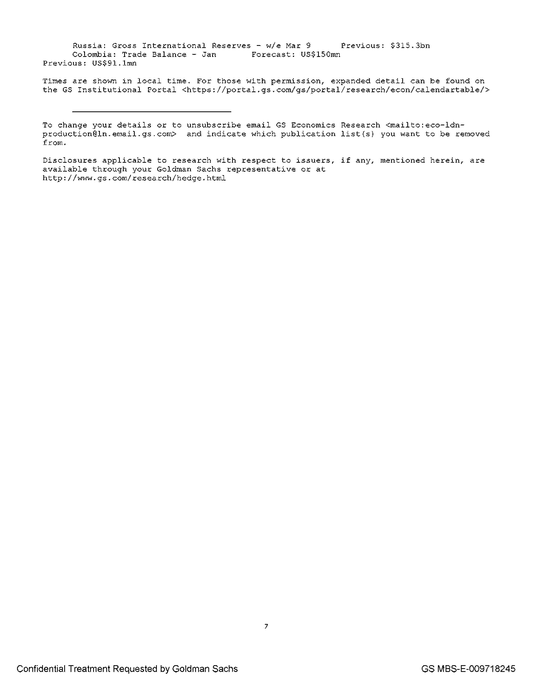 Russia: Gross International Reserves - w/e Mar 9 Previous: $315.3bn
Colombia: Trade Balance - Jan Forecast: US$150mn
Previous: US$91.1mn
Times are shown in local time. For those with permission, expanded detail can be found on
the GS Institutional Portal <https://portal.gs.com/gs/portal/research/econ/calendartable/>
To change your details or to unsubscribe email GS Economics Research <mailto:eco-ldn-
production@ln.email.gs.com> and indicate which publication list(s) you want to be removed
from.
Disclosures applicable to research with respect to issuers, if any, mentioned herein, are
available through your Goldman Sachs representative or at
http://www.gs.com/research/hedge.html
7
Confidential Treatment Requested by Goldman Sachs GS MBS-E-009718245